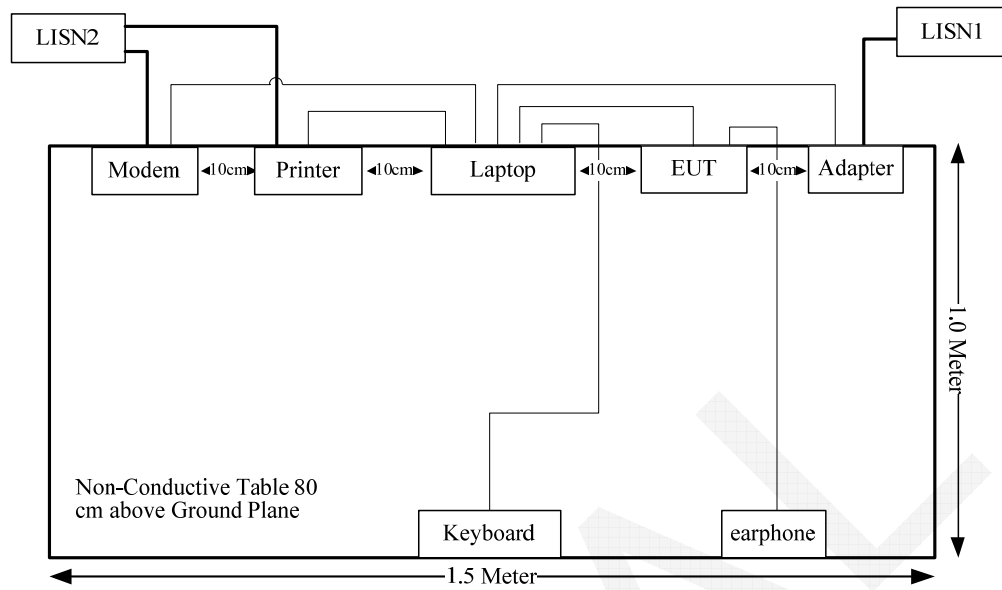 LISN2
LISN1
Modem
10cm
Printer
10cm
Laptop
10cm
EUT
10cm
Adapter
1.0 Meter
Non-Conductive Table 80
cm above Ground Plane
Keyboard
earphone
1.5 Meter